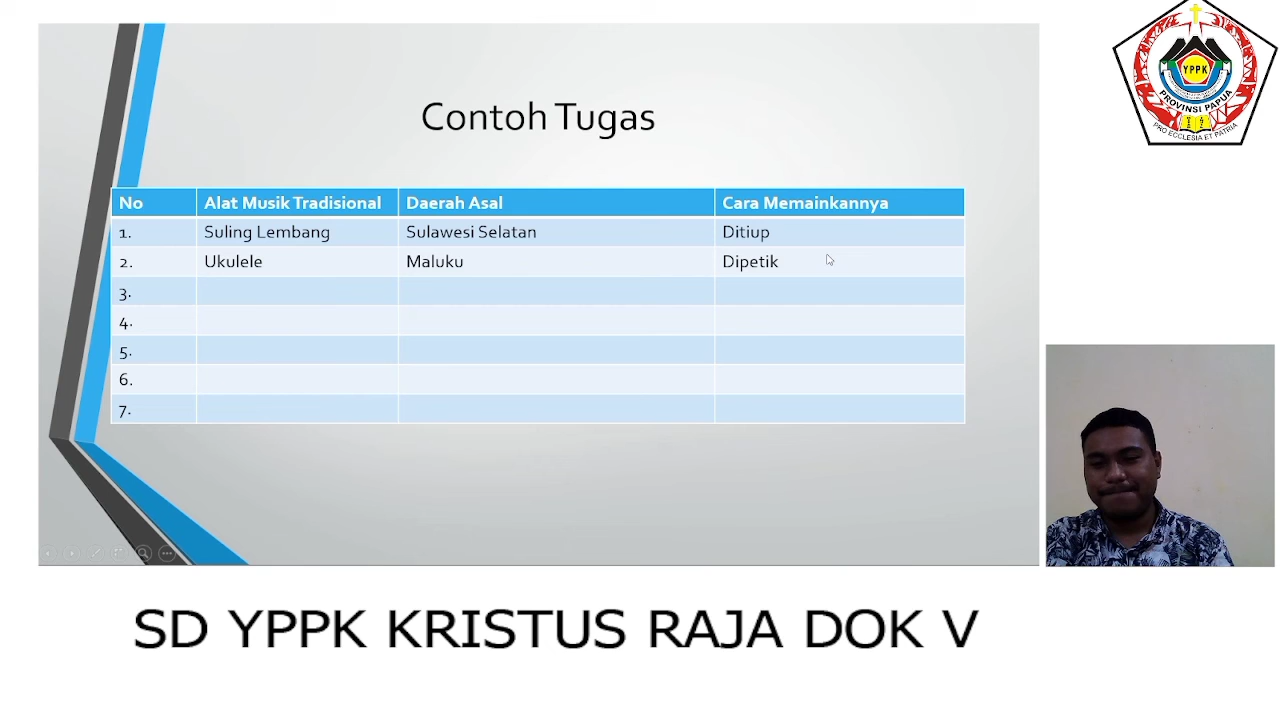 YPPK
PROVINSI PAPUA
PRO ECCLESIA ET PATRIA
Contoh Tugas
No Alat Musik Tradisional Daerah Asal Cara Memainkannya
1. Suling Lembang Sulawesi Selatan Ditiup
2. Ukulele Maluku Dipetik
3.
4.
5.
6.
7.
SD YPPK KRISTUS RAJA DOK V